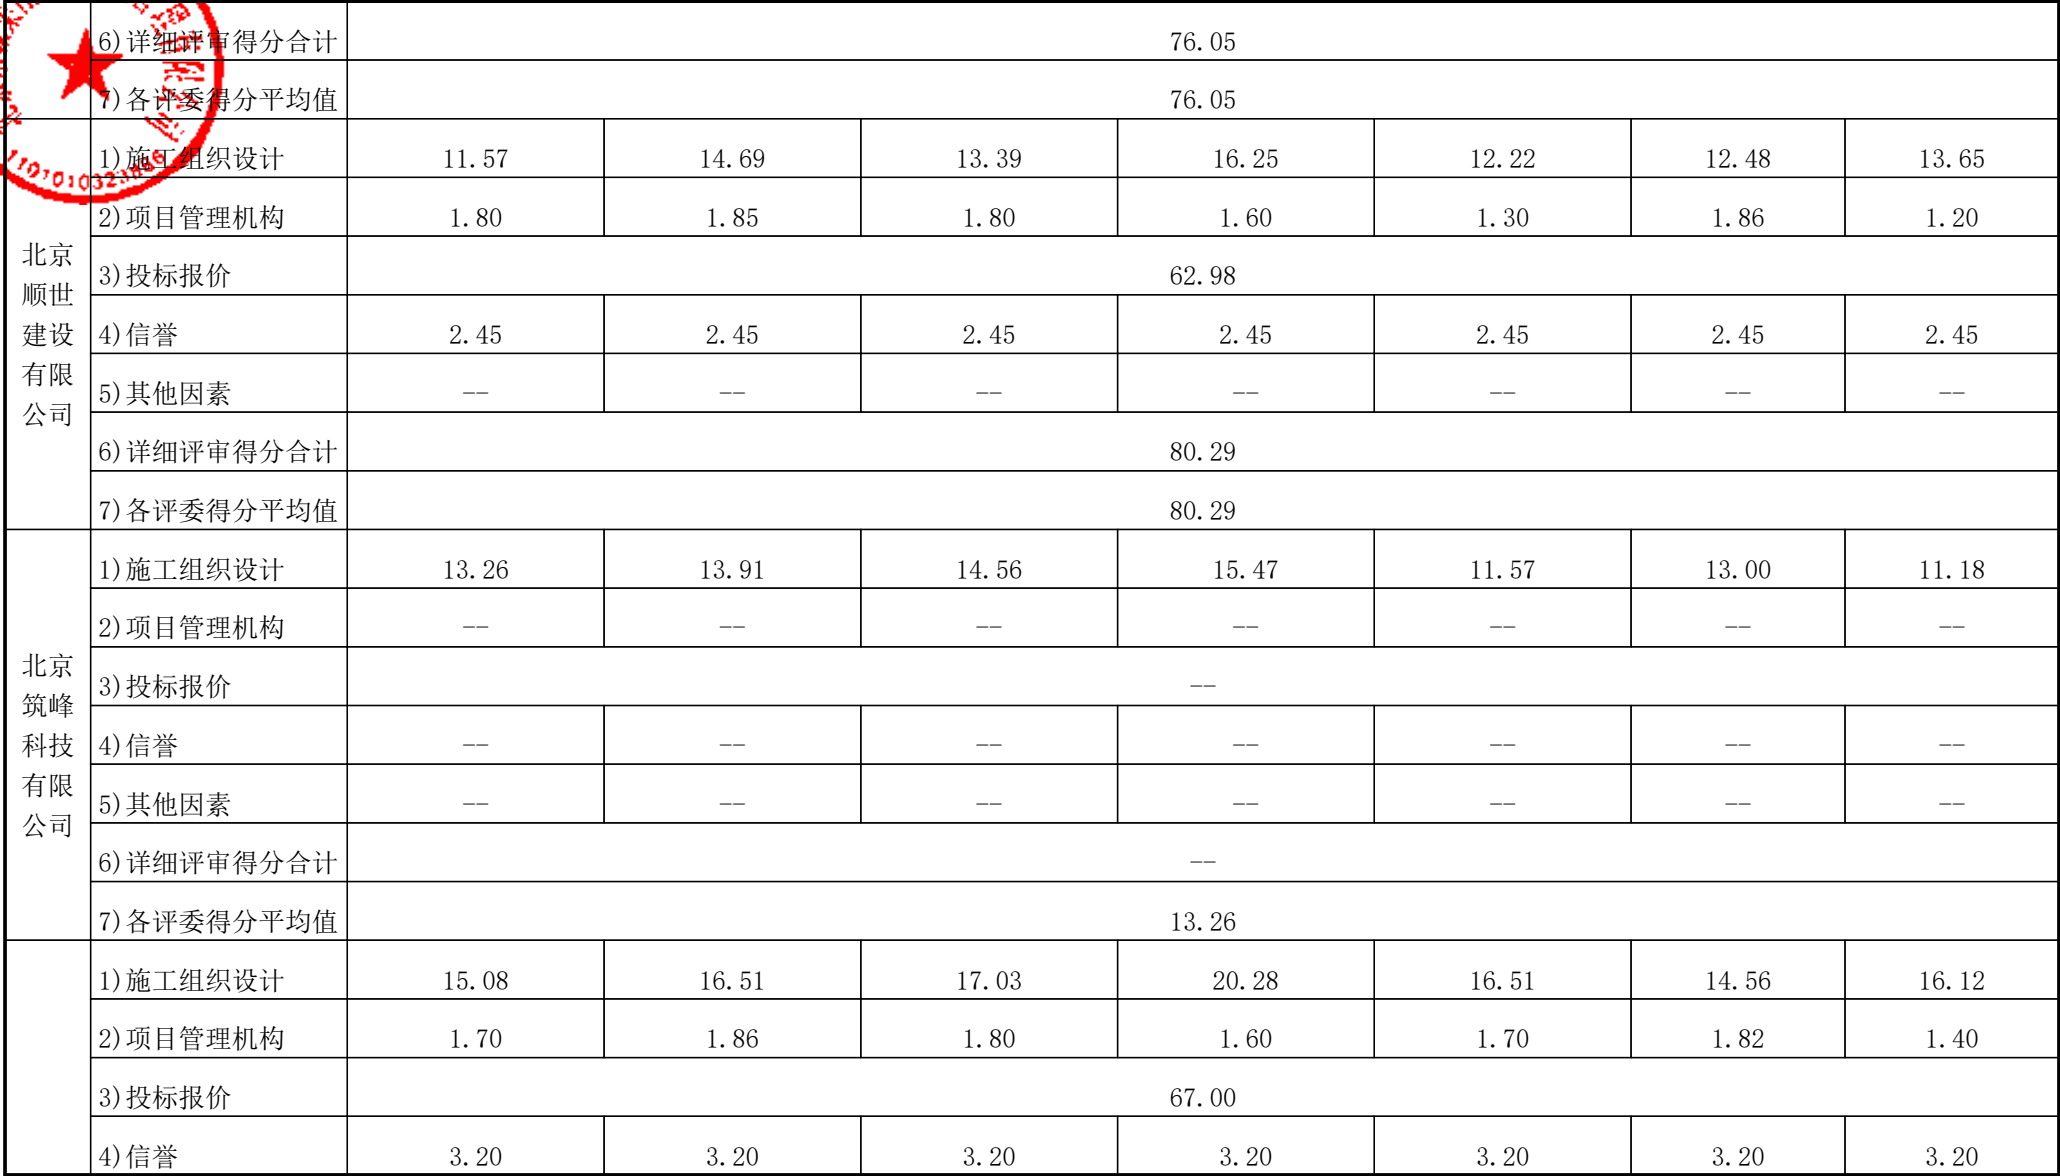 6)详细评审得分合计 76.05
7)各评委得分平均值 76.05
北京
顺世
建设
有限
公司
1)施工组织设计 11.57 14.69 13.39 16.25 12.22 12.48 13.65
2)项目管理机构 1.80 1.85 1.80 1.60 1.30 1.86 1.20
3)投标报价 62.98
4)信誉 2.45 2.45 2.45 2.45 2.45 2.45 2.45
5)其他因素 -- -- -- -- -- -- --
6)详细评审得分合计 80.29
7)各评委得分平均值 80.29
北京
筑峰
科技
有限
公司
1)施工组织设计 13.26 13.91 14.56 15.47 11.57 13.00 11.18
2)项目管理机构 -- -- -- -- -- -- --
3)投标报价 --
4)信誉 -- -- -- -- -- -- --
5)其他因素 -- -- -- -- -- -- --
6)详细评审得分合计 --
7)各评委得分平均值 13.26
1)施工组织设计 15.08 16.51 17.03 20.28 16.51 14.56 16.12
2)项目管理机构 1.70 1.86 1.80 1.60 1.70 1.82 1.40
3)投标报价 67.00
4)信誉 3.20 3.20 3.20 3.20 3.20 3.20 3.20